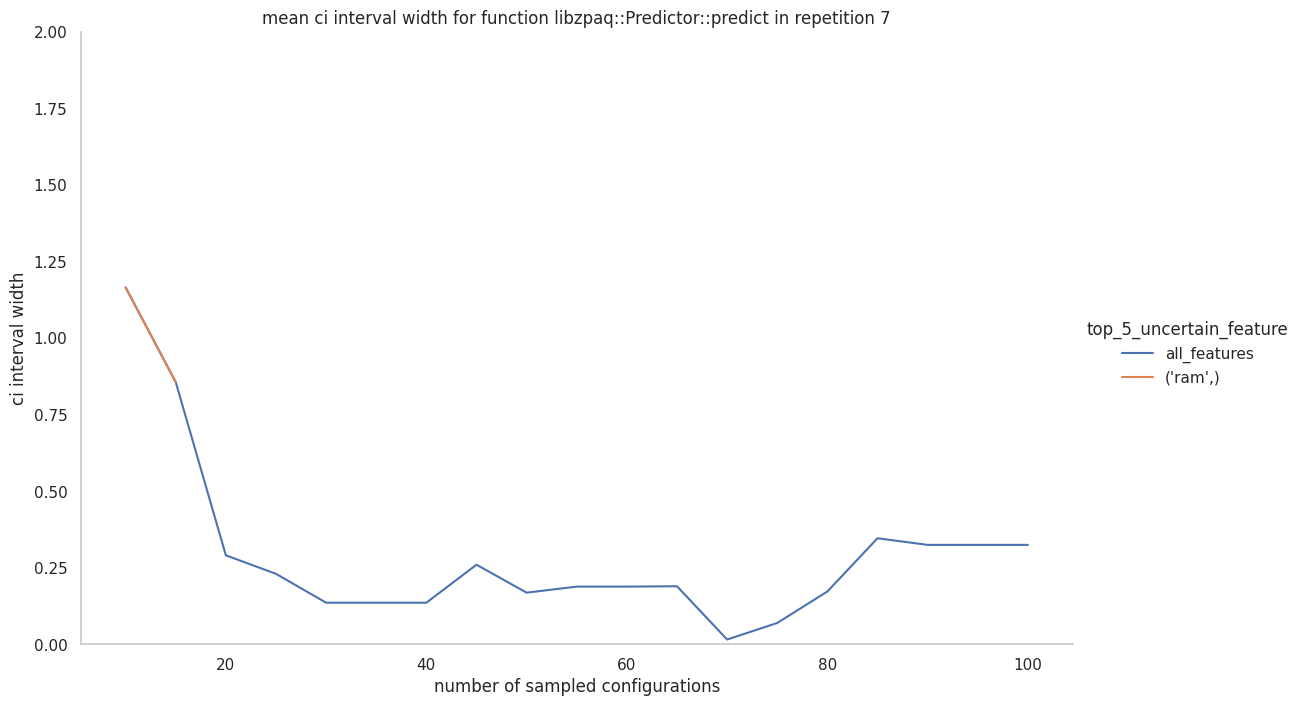 mean ci interval width for function libzpaq::Predictor::predict in repetition 7
2.00
1.75
1.50
1.25
1.00
0.75
0.50
0.25
0.00
ci interval width
20
40
60
80
100
number of sampled configurations
top_5_uncertain_feature
all_features
('ram',)